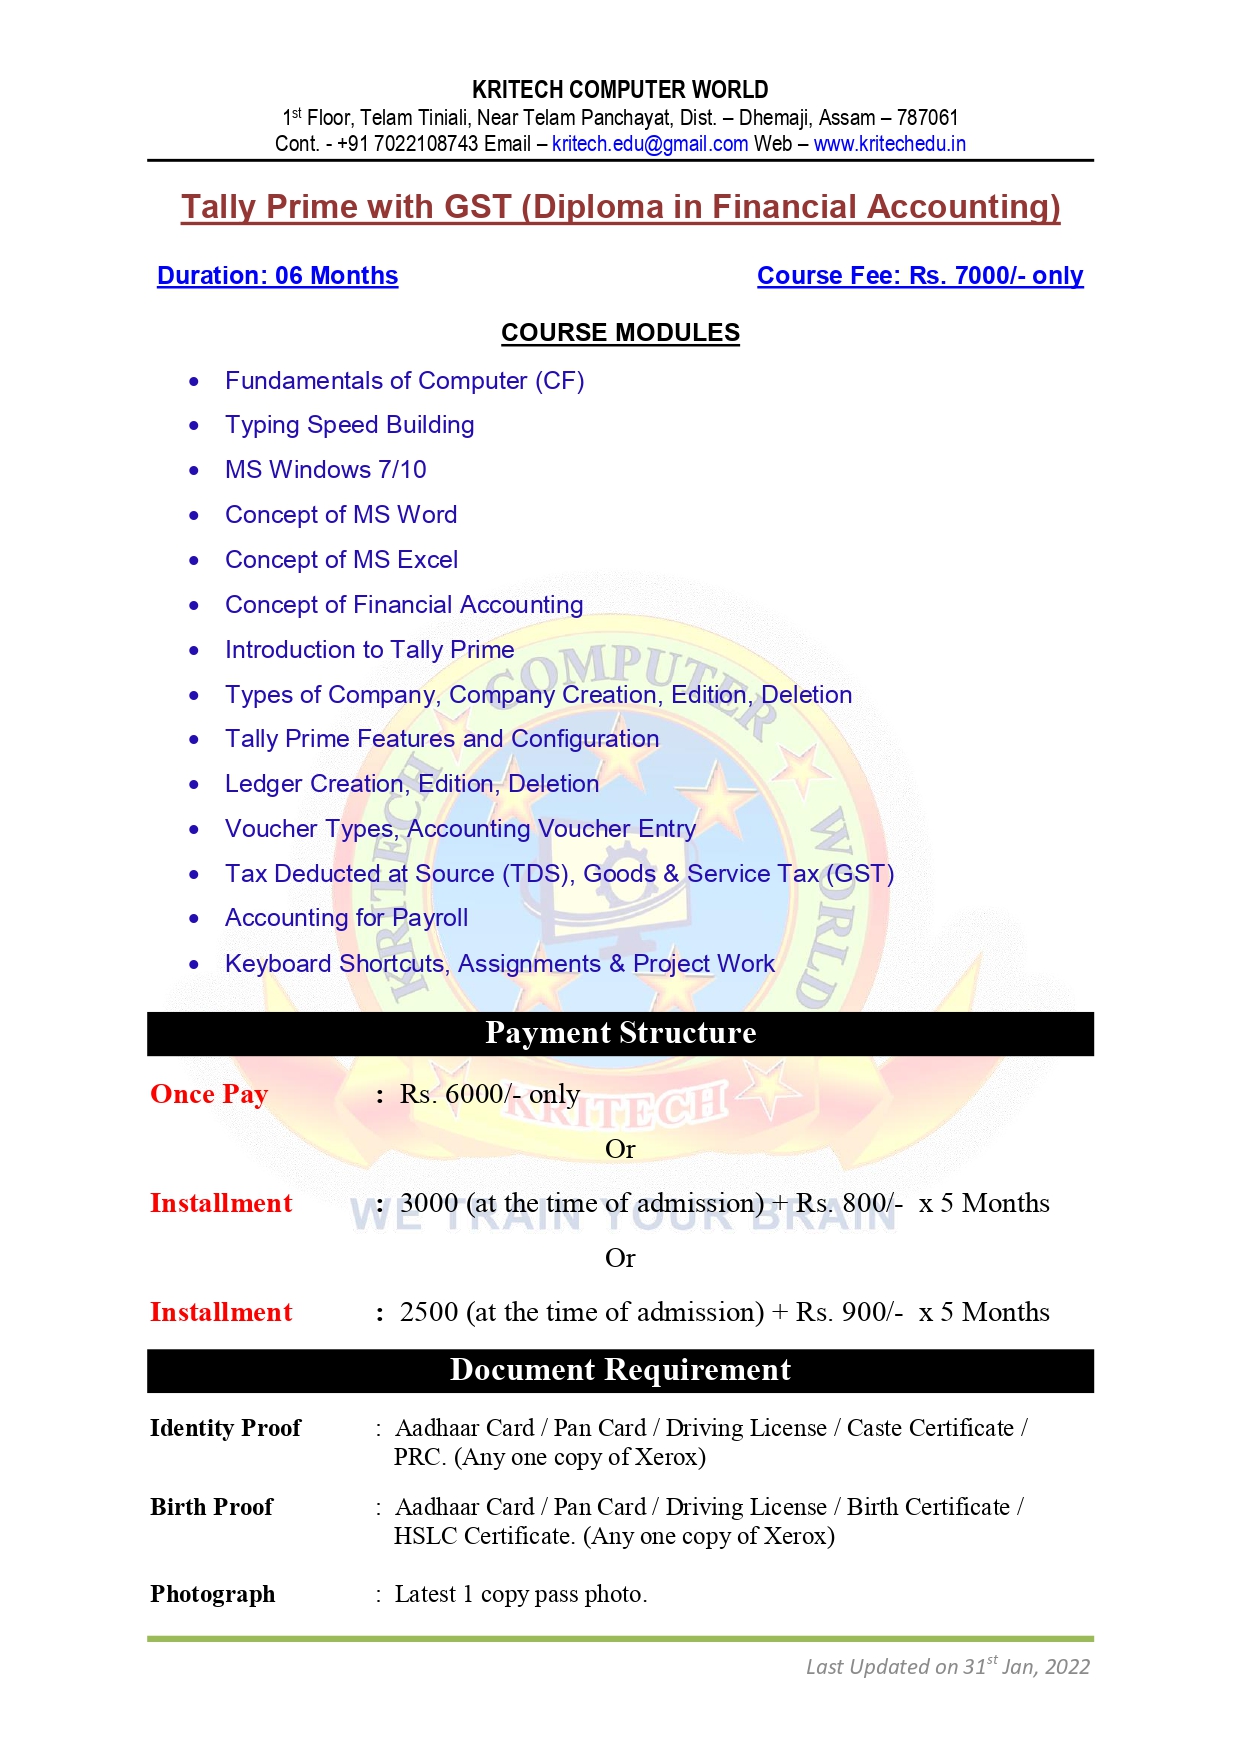 KRITECH COMPUTER WORLD
1st Floor, Telam Tiniali, Near Telam Panchayat, Dist. – Dhemaji, Assam – 787061
Cont. - +91 7022108743 Email – kritech.edu@gmail.com Web – www.kritechedu.in
Tally Prime with GST (Diploma in Financial Accounting)
Duration: 06 Months Course Fee: Rs. 7000/- only
COURSE MODULES
• Fundamentals of Computer (CF)
• Typing Speed Building
• MS Windows 7/10
• Concept of MS Word
• Concept of MS Excel
• Concept of Financial Accounting
• Introduction to Tally Prime
• Types of Company, Company Creation, Edition, Deletion
• Tally Prime Features and Configuration
• Ledger Creation, Edition, Deletion
• Voucher Types, Accounting Voucher Entry
• Tax Deducted at Source (TDS), Goods & Service Tax (GST)
• Accounting for Payroll
• Keyboard Shortcuts, Assignments & Project Work
KRITECH COMPUTER WORLD
Payment Structure
Once Pay : Rs. 6000/- only
KRITECH
Or
Installment : 3000 (at the time of admission) + Rs. 800/- x 5 Months
WE TRAIN YOUR BRAIN
Or
Installment : 2500 (at the time of admission) + Rs. 900/- x 5 Months
Document Requirement
Identity Proof : Aadhaar Card / Pan Card / Driving License / Caste Certificate /
PRC. (Any one copy of Xerox)
Birth Proof : Aadhaar Card / Pan Card / Driving License / Birth Certificate /
HSLC Certificate. (Any one copy of Xerox)
Photograph : Latest 1 copy pass photo.
Last Updated on 31st Jan, 2022